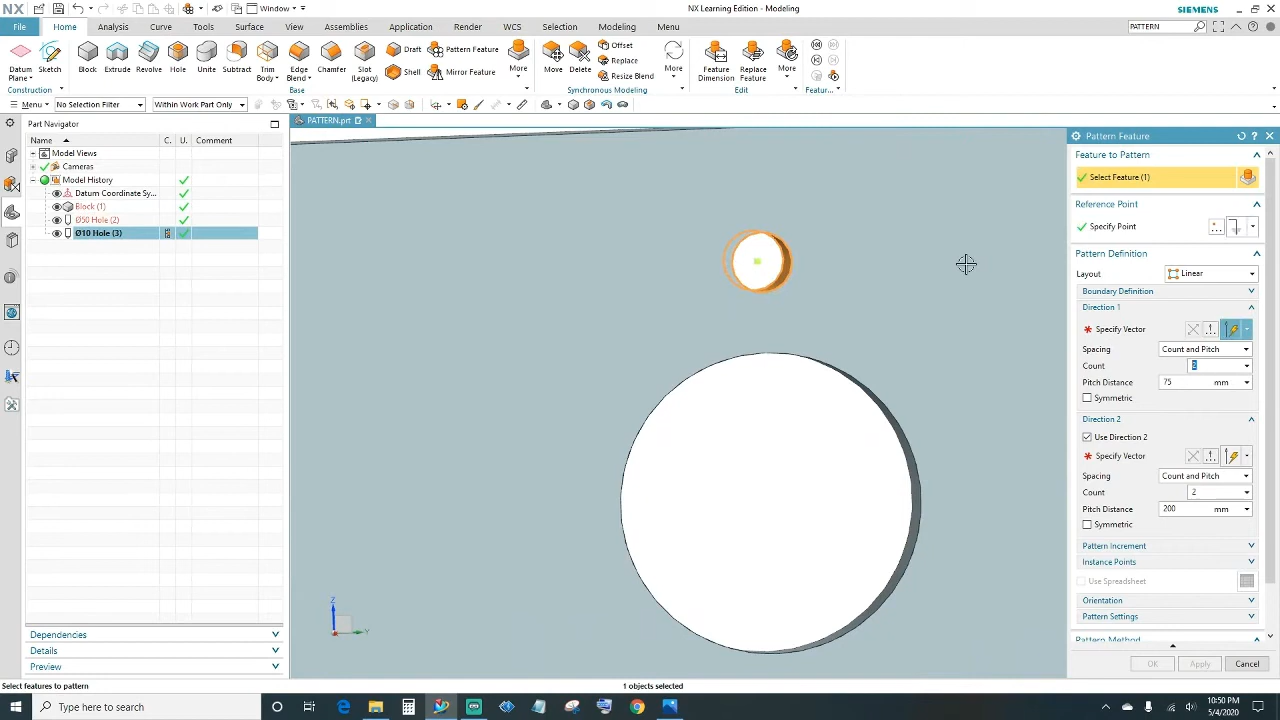 NX
Window
NX Learning Edition - Modeling
SIEMENS
File
Home
Analysis
Curve
Tools
Surface
View
Assemblies
Application
Render
WCS
Selection
Modeling
Menu
PATTERN
Datum Plane
Sketch
Block
Extrude
Revolve
Hole
Unite
Subtract
Trim Body
Edge Blend
Chamfer
Slot (Legacy)
Draft
Shell
Pattern Feature
Mirror Feature
More
Move
Delete
Offset
Replace
Resize Blend
More
Feature Dimension
Replace Feature
More
Construction
Base
Synchronous Modeling
Edit
Featur...
Menu
No Selection Filter
Within Work Part Only
Part Navigator
PATTERN.prt
Name
C.
U.
Comment
Model Views
Cameras
Model History
Datum Coordinate Sy...
Block (1)
Ø50 Hole (2)
Ø10 Hole (3)
Dependencies
Details
Preview
Z
Y
Pattern Feature
Feature to Pattern
Select Feature (1)
Reference Point
Specify Point
Pattern Definition
Layout
Linear
Boundary Definition
Direction 1
* Specify Vector
Spacing
Count and Pitch
Count
2
Pitch Distance
75 mm
Symmetric
Direction 2
Use Direction 2
* Specify Vector
Spacing
Count and Pitch
Count
2
Pitch Distance
200 mm
Symmetric
Pattern Increment
Instance Points
Use Spreadsheet
Orientation
Pattern Settings
Pattern Method
OK
Apply
Cancel
Select features to pattern
1 objects selected
Type here to search
10:50 PM
5/4/2020